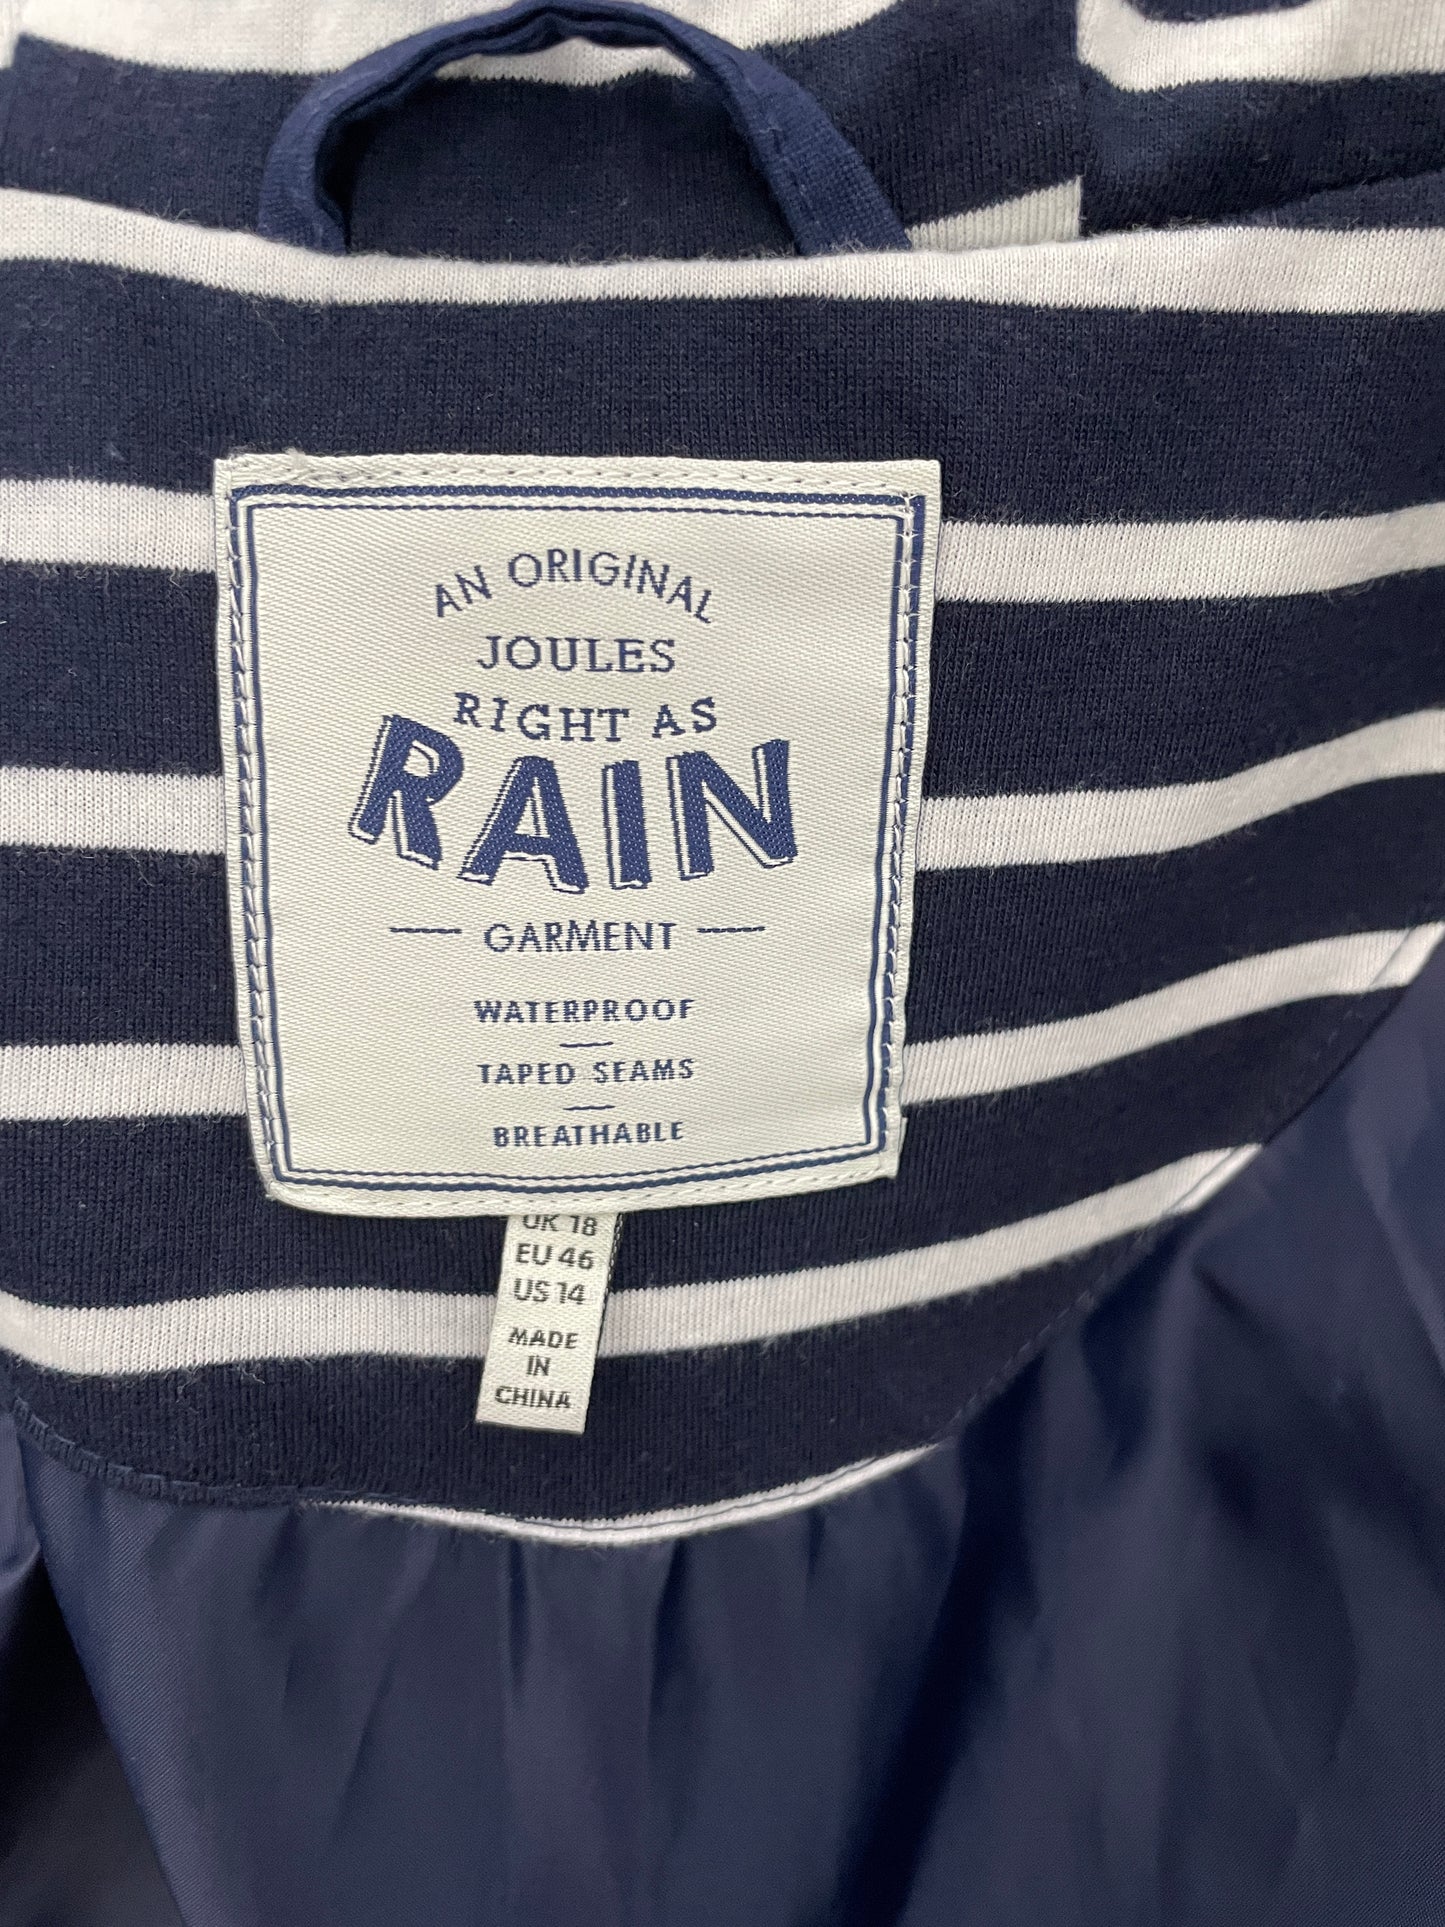 AN ORIGINAL
JOULES
RIGHT AS
RAIN
GARMENT
WATERPROOF
TAPED SEAMS
BREATHABLE
UK 18
EU 46
US 14
MADE
IN
CHINA